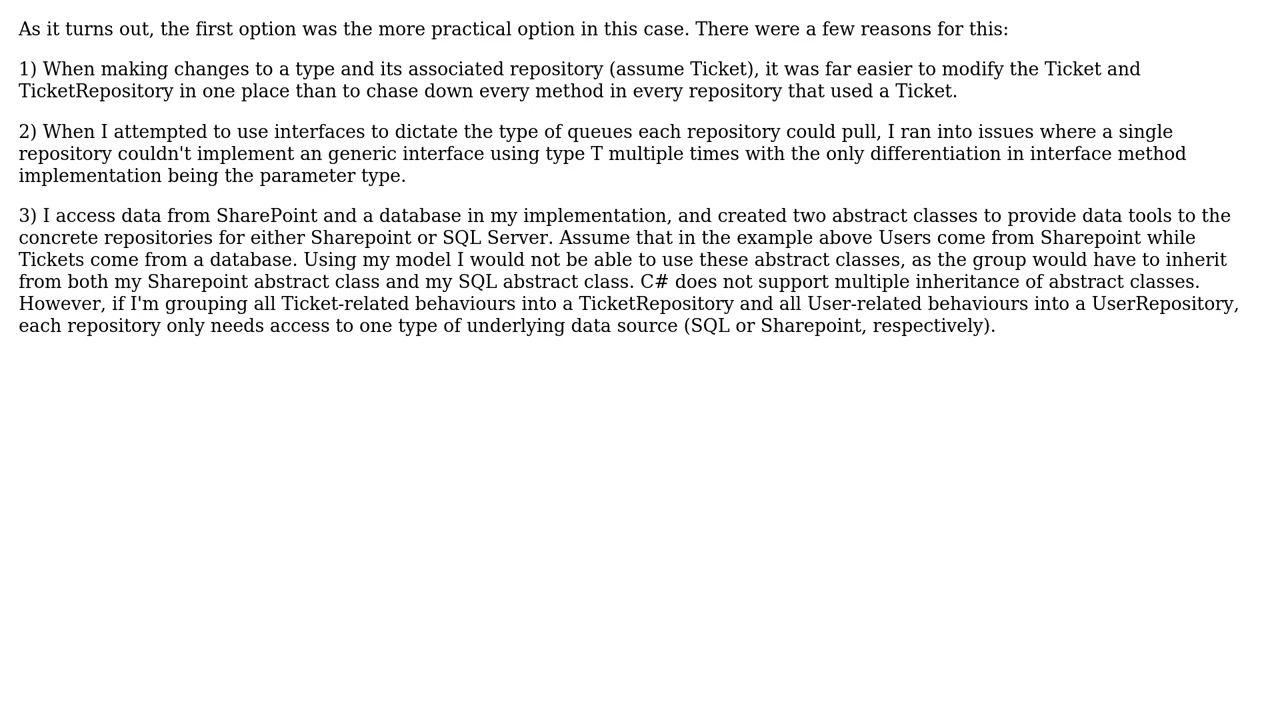 As it turns out, the first option was the more practical option in this case. There were a few reasons for this:
1) When making changes to a type and its associated repository (assume Ticket), it was far easier to modify the Ticket and
TicketRepository in one place than to chase down every method in every repository that used a Ticket.
2) When I attempted to use interfaces to dictate the type of queues each repository could pull, I ran into issues where a single
repository couldn't implement an generic interface using type T multiple times with the only differentiation in interface method
implementation being the parameter type.
3) I access data from SharePoint and a database in my implementation, and created two abstract classes to provide data tools to the
concrete repositories for either Sharepoint or SQL Server. Assume that in the example above Users come from Sharepoint while
Tickets come from a database. Using my model I would not be able to use these abstract classes, as the group would have to inherit
from both my Sharepoint abstract class and my SQL abstract class. C# does not support multiple inheritance of abstract classes.
However, if I'm grouping all Ticket-related behaviours into a TicketRepository and all User-related behaviours into a UserRepository,
each repository only needs access to one type of underlying data source (SQL or Sharepoint, respectively).